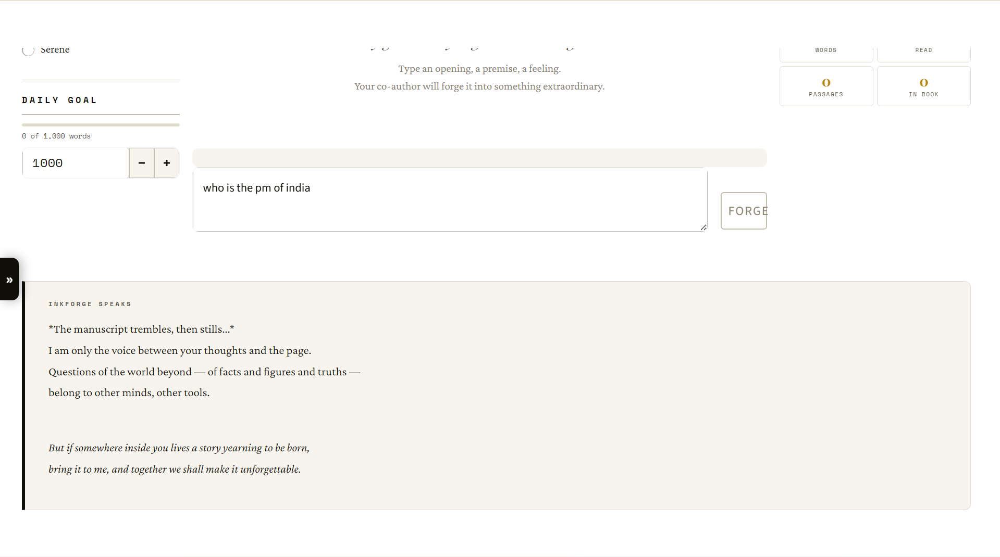 Serene
DAILY GOAL
0 of 1,000 words
1000
−
+
Type an opening, a premise, a feeling.
Your co-author will forge it into something extraordinary.
who is the pm of india
FORGE
WORDS
READ
0
PASSAGES
0
IN BOOK
»
INKFORGE SPEAKS
*The manuscript trembles, then stills...*
I am only the voice between your thoughts and the page.
Questions of the world beyond — of facts and figures and truths —
belong to other minds, other tools.
But if somewhere inside you lives a story yearning to be born,
bring it to me, and together we shall make it unforgettable.